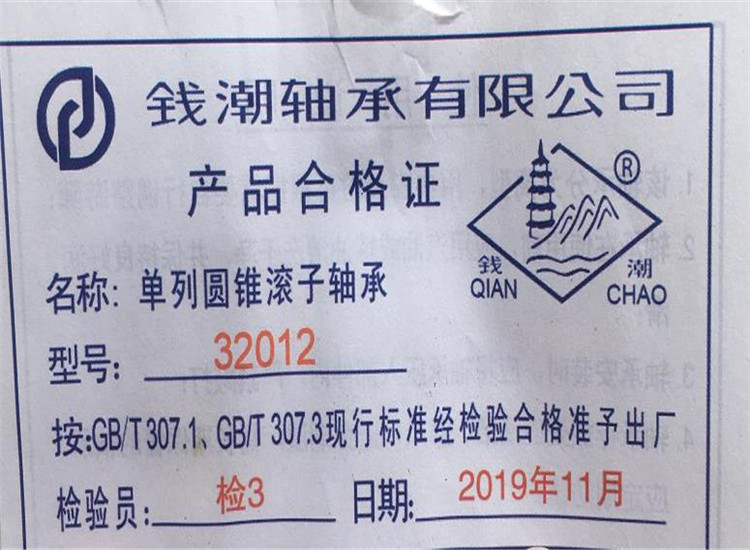 钱潮轴承有限公司
产品合格证
®
钱 潮
QIAN CHAO
名称：单列圆锥滚子轴承
型号：32012
按:GB/T307.1、GB/T 307.3现行标准经检验合格准予出厂
检验员：检3 日期：2019年11月